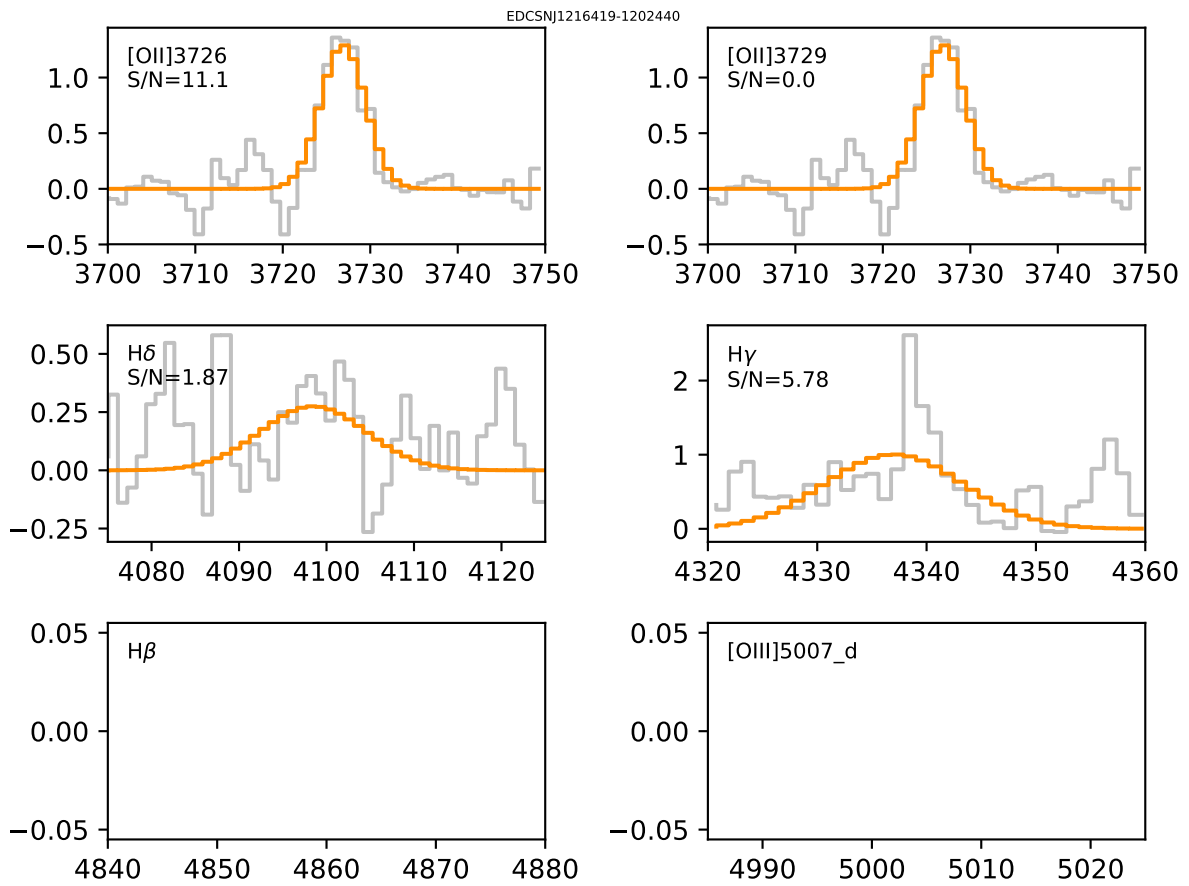 EDCSNJ1216419-1202440
[OII]3726
S/N=11.1
1.0
0.5
0.0
−0.5
3700 3710 3720 3730 3740 3750
[OII]3729
S/N=0.0
1.0
0.5
0.0
−0.5
3700 3710 3720 3730 3740 3750
Hδ
S/N=1.87
0.50
0.25
0.00
−0.25
4080 4090 4100 4110 4120
Hγ
S/N=5.78
2
1
0
4320 4330 4340 4350 4360
Hβ
0.05
0.00
−0.05
4840 4850 4860 4870 4880
[OIII]5007_d
0.05
0.00
−0.05
4990 5000 5010 5020